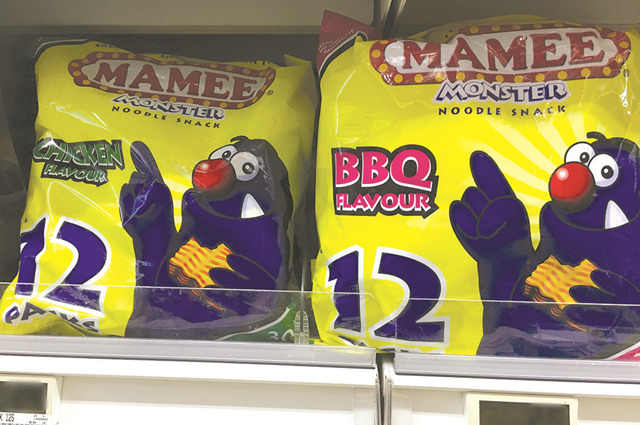 MAMEE
MONSTER
NOODLE SNACK
CHICKEN
FLAVOUR
12
MAMEE
MONSTER
NOODLE SNACK
BBQ
FLAVOUR
12